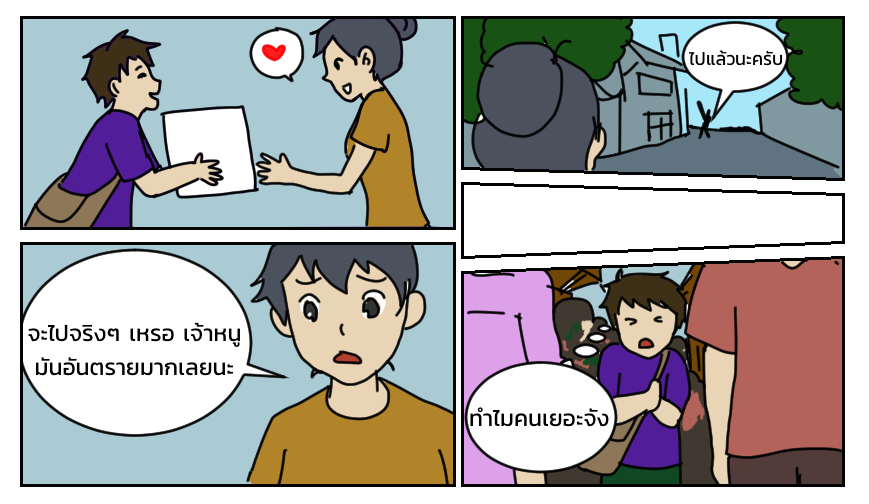 จะไปจริงๆ เหรอ เจ้าหนู
มันอันตรายมากเลยนะ
ไปแล้วนะครับ
ทำไมคนเยอะจัง